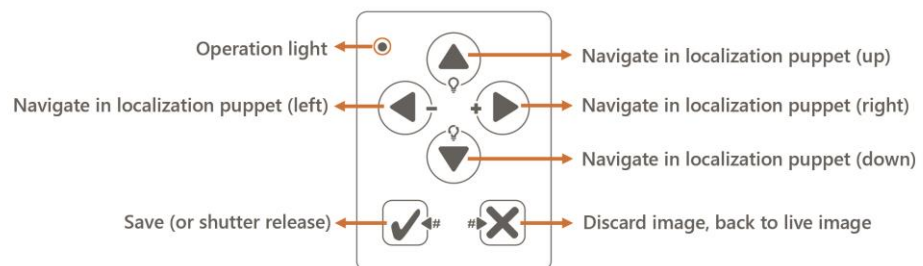 Operation light
Navigate in localization puppet (up)
Navigate in localization puppet (left)
- +
Navigate in localization puppet (right)
Navigate in localization puppet (down)
Save (or shutter release)
# #
Discard image, back to live image